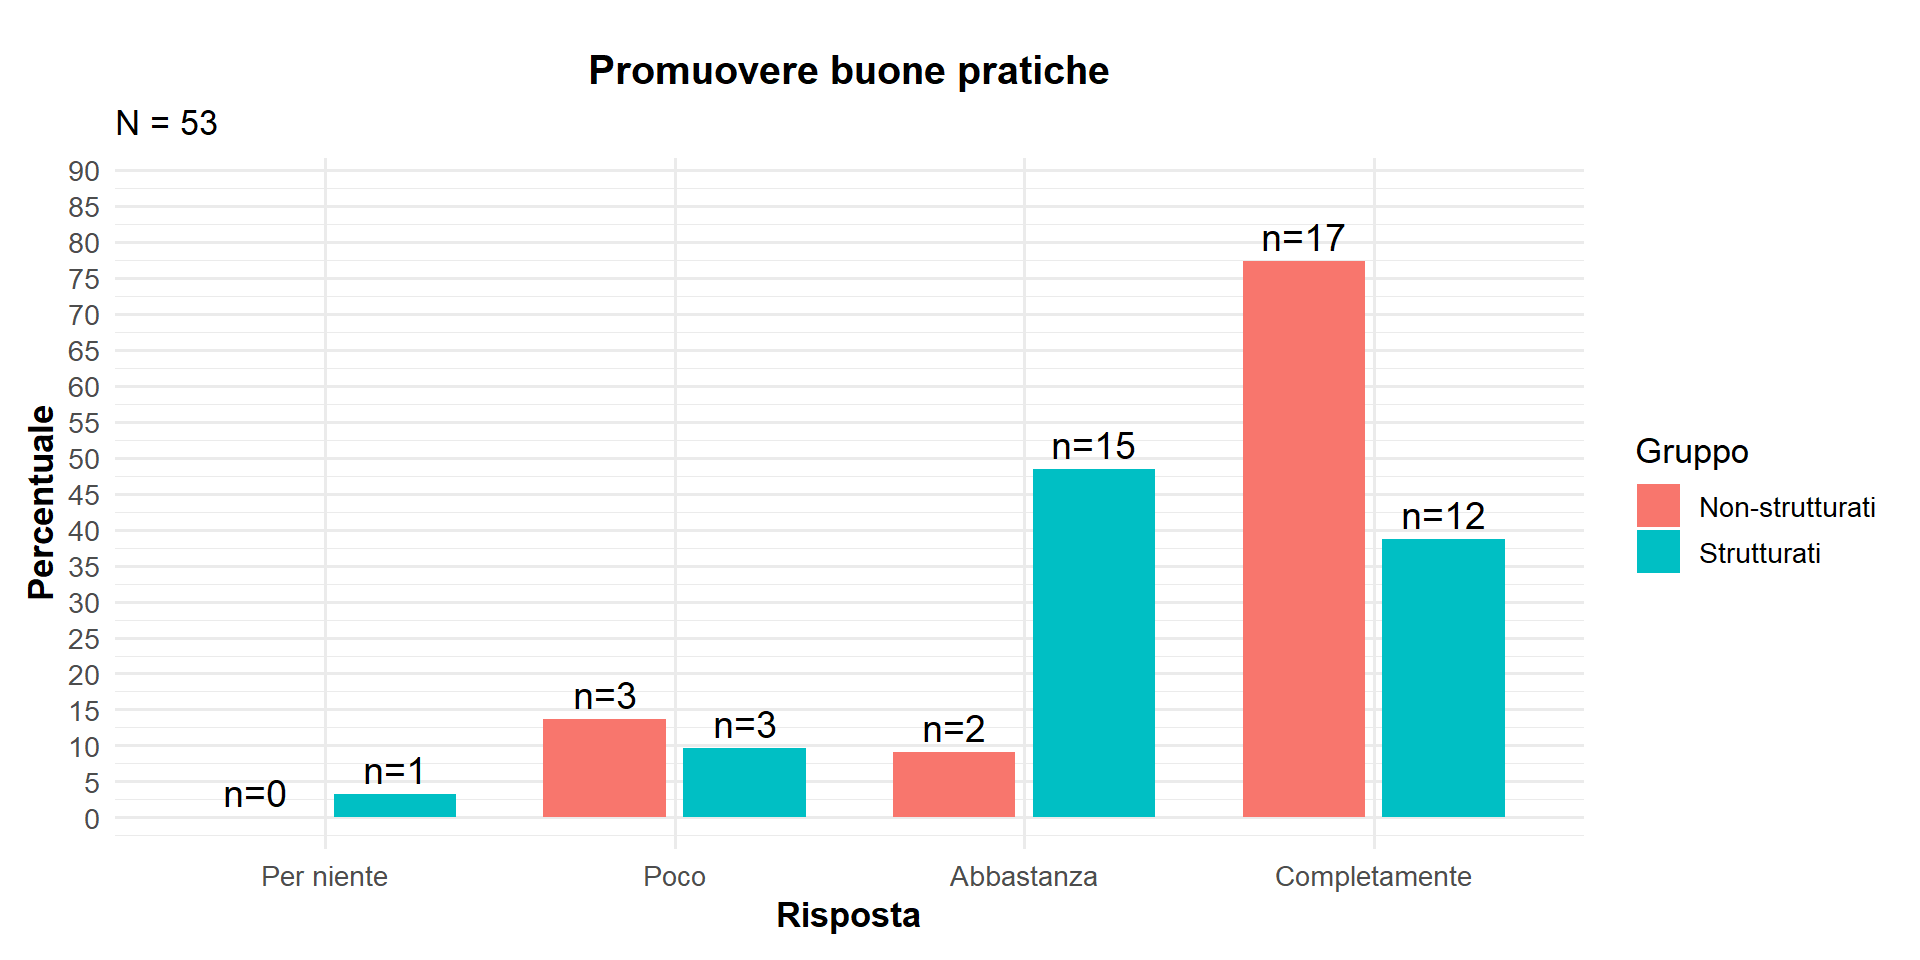 Promuovere buone pratiche
N = 53
90
85
80
75
70
65
60
55
50
45
40
35
30
25
20
15
10
5
0
Percentuale
n=0
n=1
n=3
n=3
n=2
n=15
n=17
n=12
Per niente
Poco
Abbastanza
Completamente
Risposta
Gruppo
Non-strutturati
Strutturati